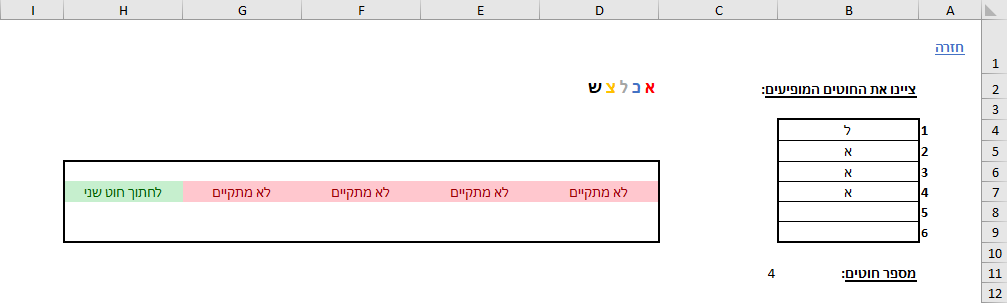 A B C D E F G H I
1 חזרה
2 ציינו את החוטים המופיעים: א כ ל צ ש
3
4 1 ל
5 2 א
6 3 א
7 4 א לא מתקיים לא מתקיים לא מתקיים לא מתקיים לחתוך חוט שני
8 5
9 6
10
11 מספר חוטים: 4
12